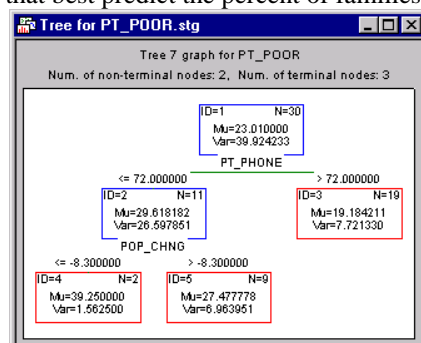 that best predict the percent of families
Tree for PT_POOR.stg
Tree 7 graph for PT_POOR
Num. of non-terminal nodes: 2, Num. of terminal nodes: 3
ID=1 N=30
Mu=23.010000
Var=39.924233
PT_PHONE
<= 72.000000 > 72.000000
ID=2 N=11 ID=3 N=19
Mu=29.618182 Mu=19.184211
Var=26.597851 Var=7.721330
POP_CHNG
<= -8.300000 > -8.300000
ID=4 N=2 ID=5 N=9
Mu=39.250000 Mu=27.477778
Var=1.562500 Var=6.963951